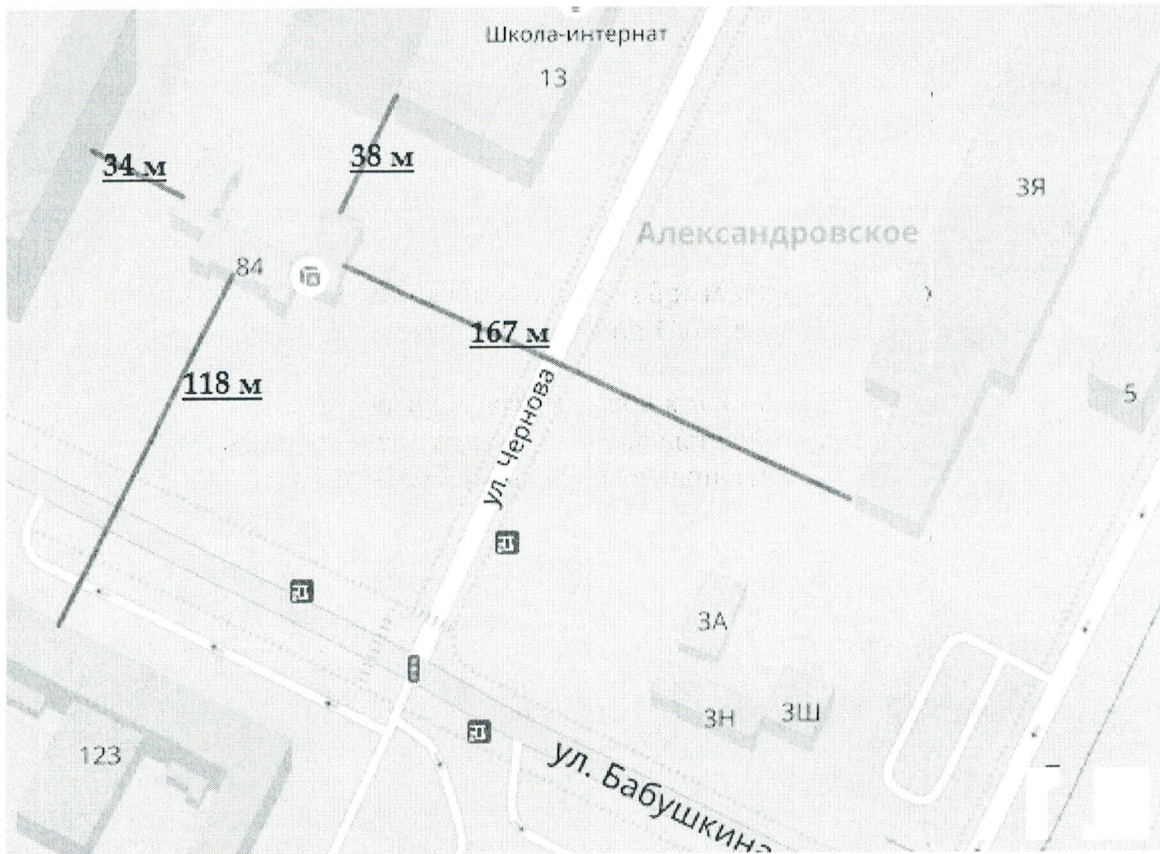 Школа-интернат
13
34 м
38 м
3Я
Александровское
84
167 м
118 м
5
ул. Чернова
3А
3Н
3Ш
123
ул. Бабушкина